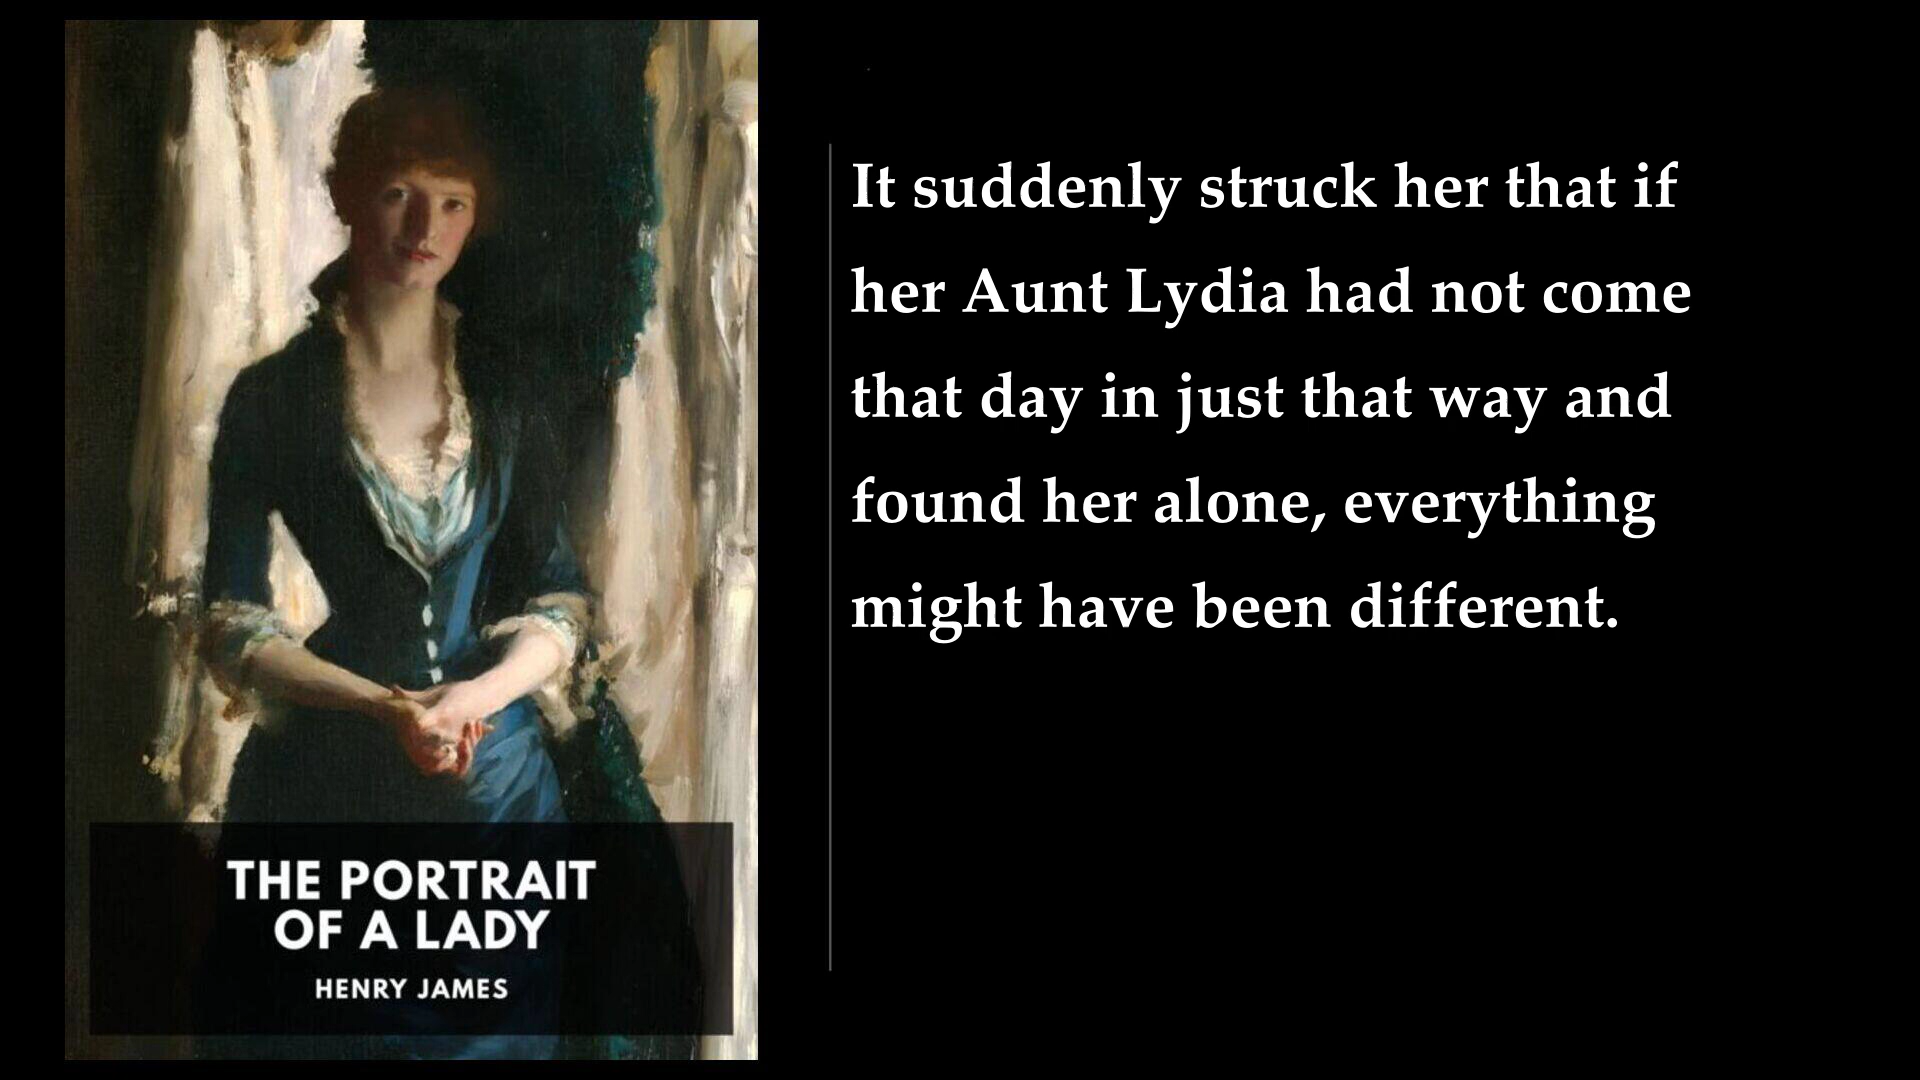 It suddenly struck her that if
her Aunt Lydia had not come
that day in just that way and
found her alone, everything
might have been different.
THE PORTRAIT
OF A LADY
HENRY JAMES